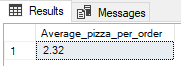 Results Messages
Average_pizza_per_order
1 2.32